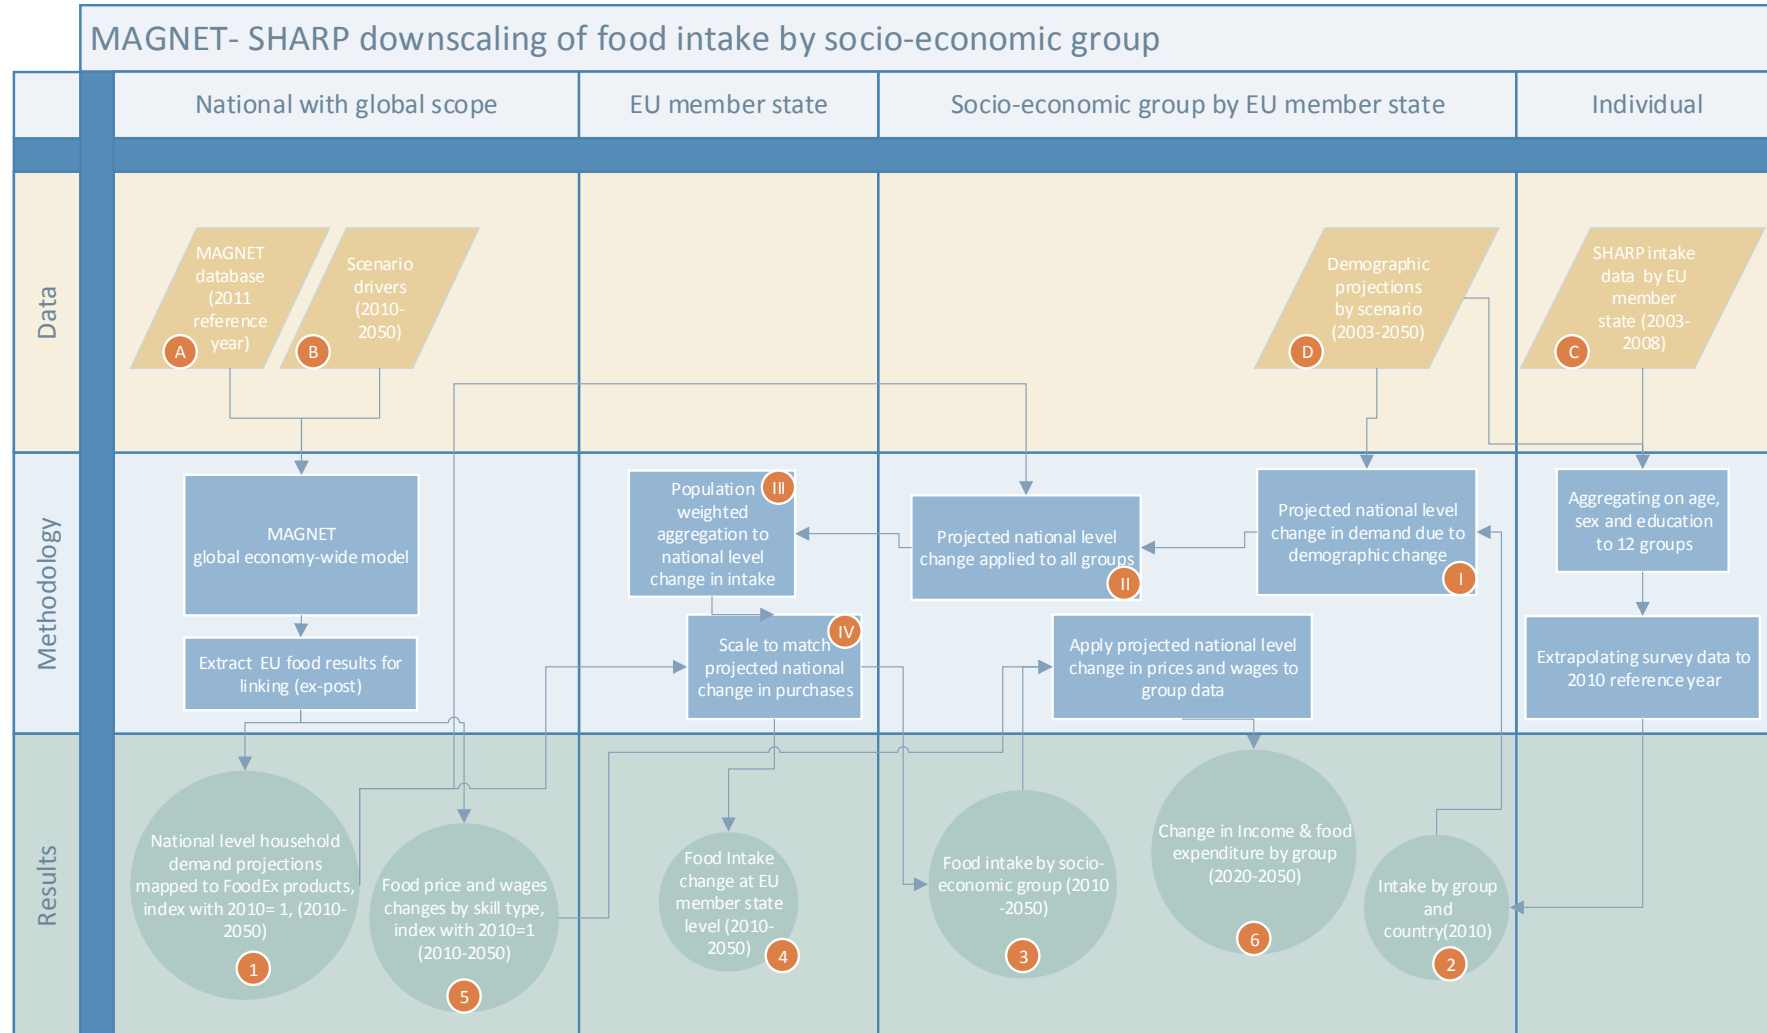 MAGNET- SHARP downscaling of food intake by socio-economic group
National with global scope
EU member state
Socio-economic group by EU member state
Individual
Data
MAGNET
database
(2011
reference
year)
A
Scenario
drivers
(2010-
2050)
B
Demographic
projections
by scenario
(2003-2050)
D
SHARP intake
data by EU
member
state (2003-
2008)
C
Methodology
MAGNET
global economy-wide model
Extract EU food results for
linking (ex-post)
Population
weighted
aggregation to
national level
change in intake
III
Scale to match
projected national
change in purchases
IV
Projected national level
change applied to all groups
II
Projected national level
change in demand due to
demographic change
I
Apply projected national level
change in prices and wages to
group data
Aggregating on age,
sex and education
to 12 groups
Extrapolating survey data to
2010 reference year
Results
National level household
demand projections
mapped to FoodEx products,
index with 2010= 1, (2010-
2050)
1
Food price and wages
changes by skill type,
index with 2010=1
(2010-2050)
5
Food Intake
change at EU
member state
level (2010-
2050)
4
Food intake by socio-
economic group (2010
-2050)
3
Change in Income & food
expenditure by group
(2020-2050)
6
Intake by group
and
country(2010)
2